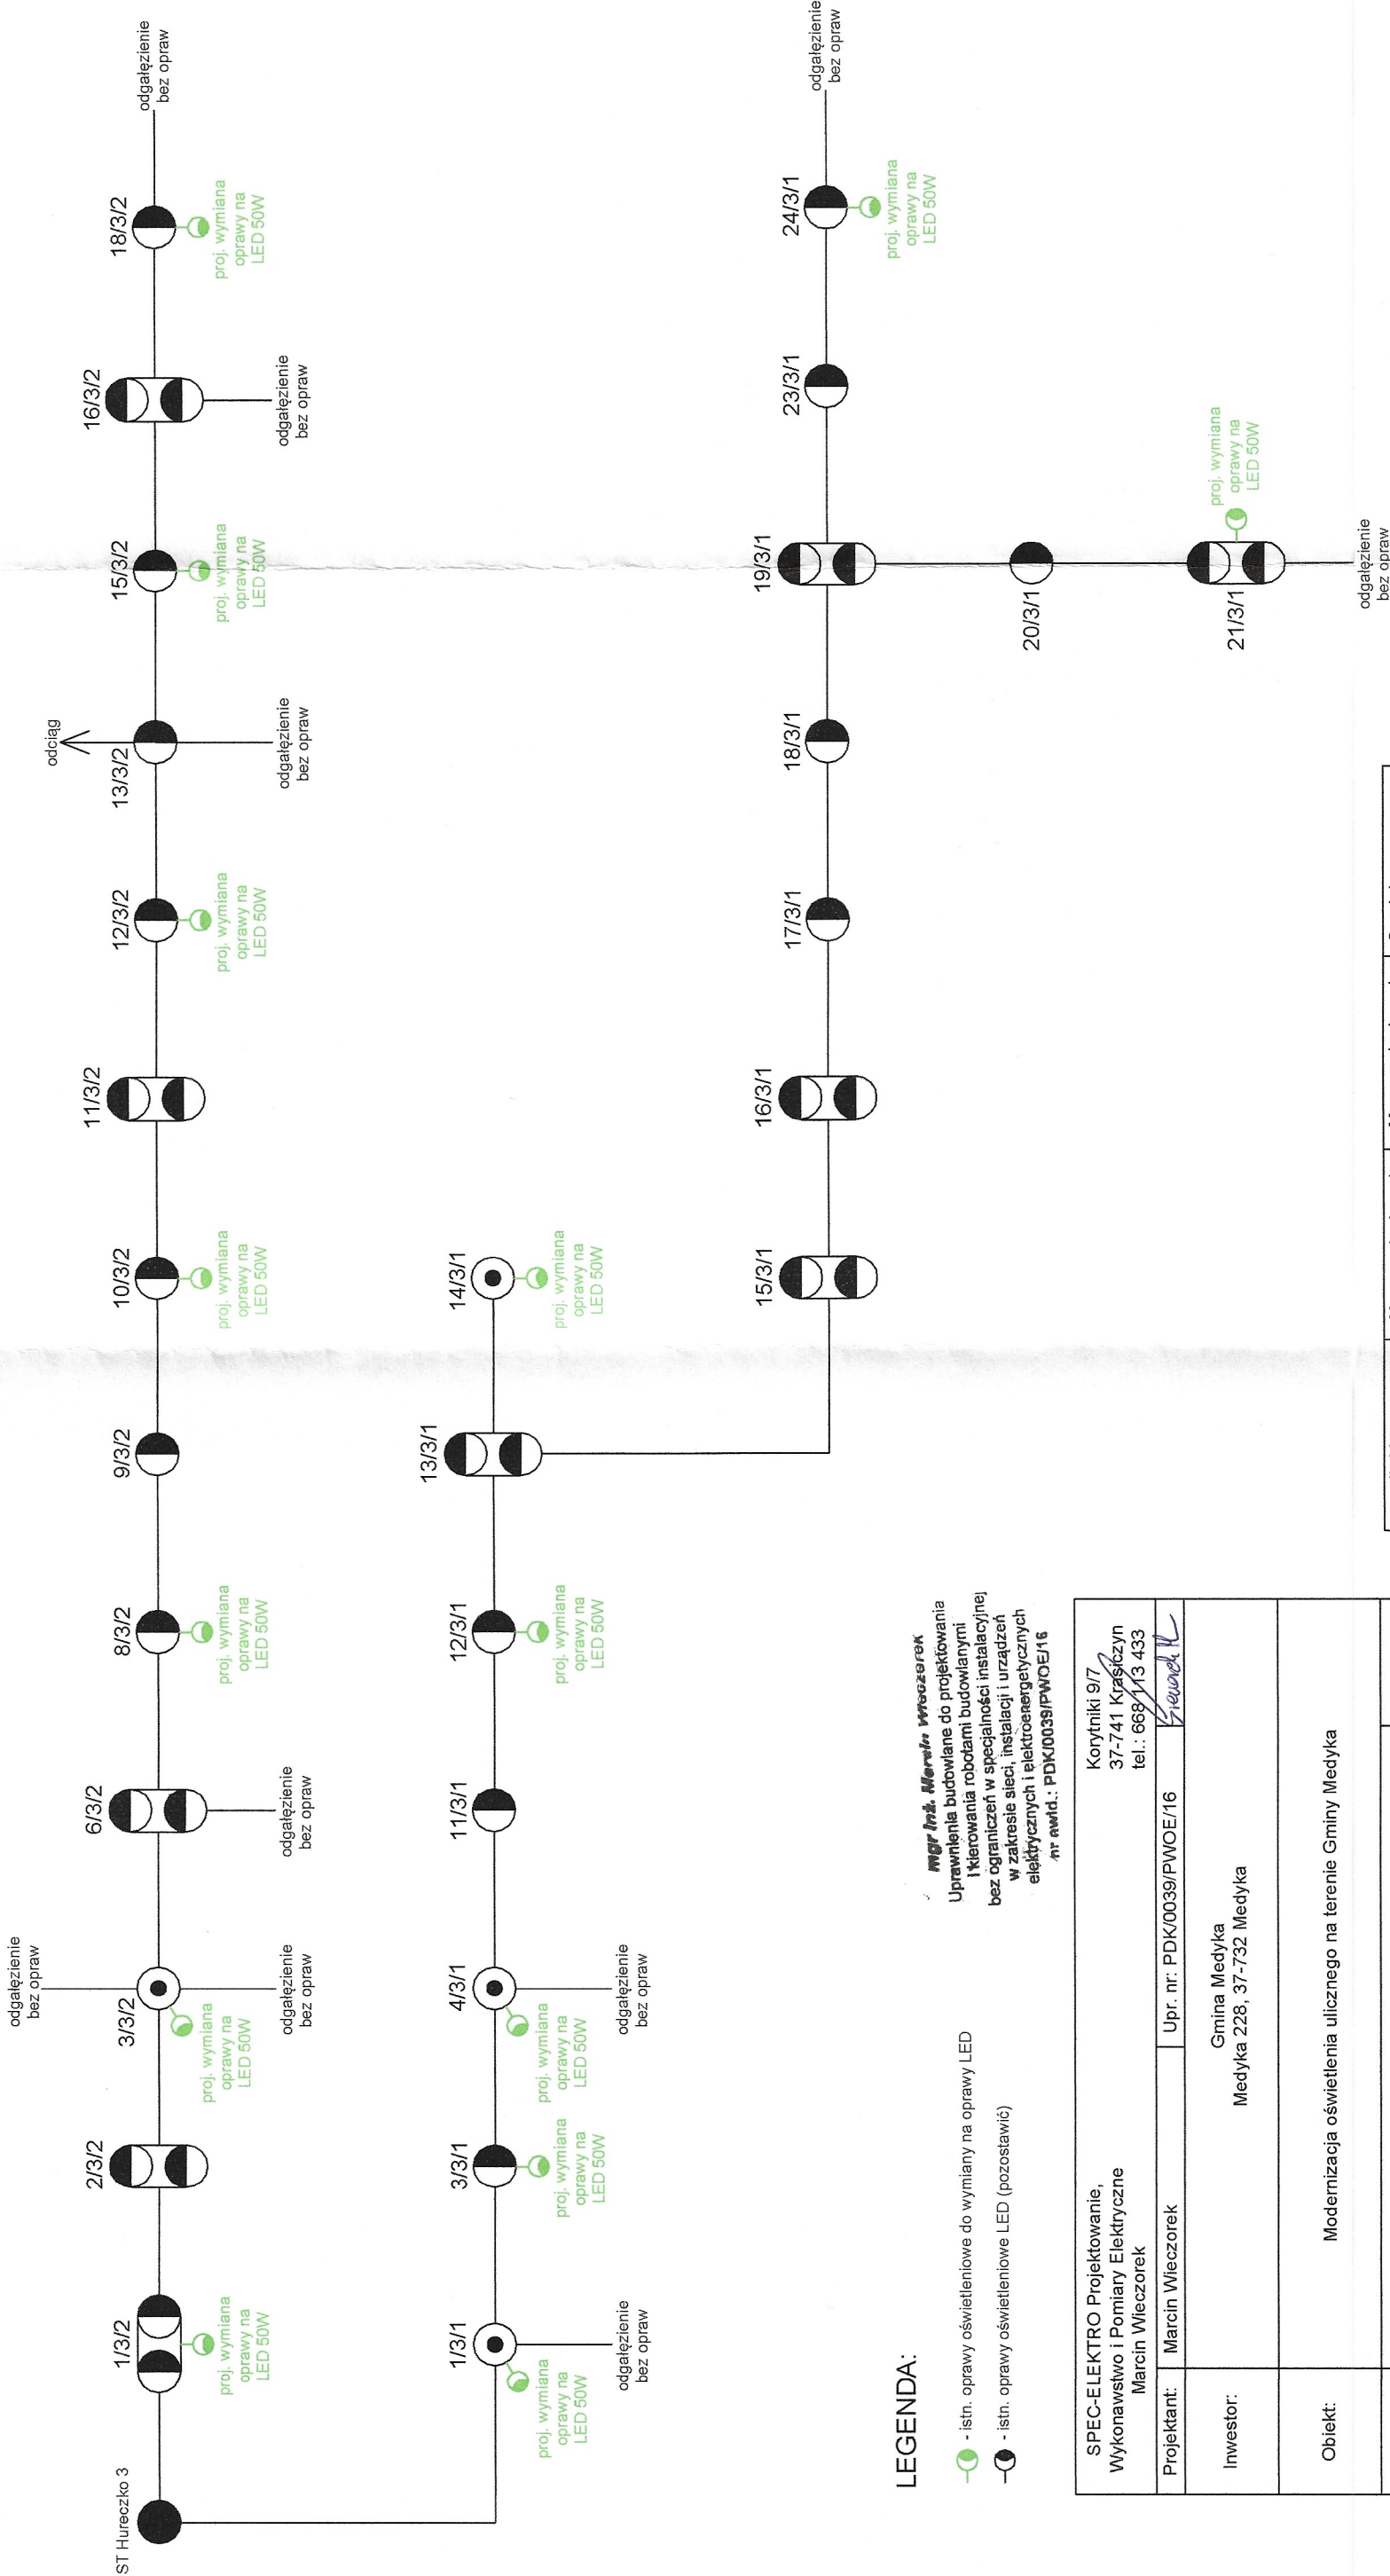 ST Hureczko 3
1/3/2
proj. wymiana
oprawy na
LED 50W
2/3/2
odgałęzienie
bez opraw
3/3/2
proj. wymiana
oprawy na
LED 50W
odgałęzienie
bez opraw
6/3/2
odgałęzienie
bez opraw
8/3/2
proj. wymiana
oprawy na
LED 50W
9/3/2
10/3/2
proj. wymiana
oprawy na
LED 50W
11/3/2
12/3/2
proj. wymiana
oprawy na
LED 50W
odciąg
13/3/2
odgałęzienie
bez opraw
15/3/2
proj. wymiana
oprawy na
LED 50W
16/3/2
odgałęzienie
bez opraw
18/3/2
proj. wymiana
oprawy na
LED 50W
odgałęzienie
bez opraw
1/3/1
proj. wymiana
oprawy na
LED 50W
odgałęzienie
bez opraw
3/3/1
proj. wymiana
oprawy na
LED 50W
4/3/1
proj. wymiana
oprawy na
LED 50W
odgałęzienie
bez opraw
11/3/1
12/3/1
proj. wymiana
oprawy na
LED 50W
13/3/1
14/3/1
proj. wymiana
oprawy na
LED 50W
15/3/1
16/3/1
17/3/1
18/3/1
19/3/1
20/3/1
21/3/1
proj. wymiana
oprawy na
LED 50W
odgałęzienie
bez opraw
23/3/1
24/3/1
proj. wymiana
oprawy na
LED 50W
odgałęzienie
bez opraw
LEGENDA:
- istn. oprawy oświetleniowe do wymiany na oprawy LED
- istn. oprawy oświetleniowe LED (pozostawić)
mgr inż. Marcin Wieczorek
Uprawnienia budowlane do projektowania
i kierowania robotami budowlanymi
bez ograniczeń w specjalności instalacyjnej
w zakresie sieci, instalacji i urządzeń
elektrycznych i elektroenergetycznych
nr ewid.: PDK/0039/PWOE/16
SPEC-ELEKTRO Projektowanie,
Wykonawstwo i Pomiary Elektryczne
Marcin Wieczorek
Korytniki 9/7
37-741 Krasiczyn
tel.: 668 113 433
Projektant:
Marcin Wieczorek
Upr. nr: PDK/0039/PWOE/16
Inwestor:
Gmina Medyka
Medyka 228, 37-732 Medyka
Obiekt:
Modernizacja oświetlenia ulicznego na terenie Gminy Medyka